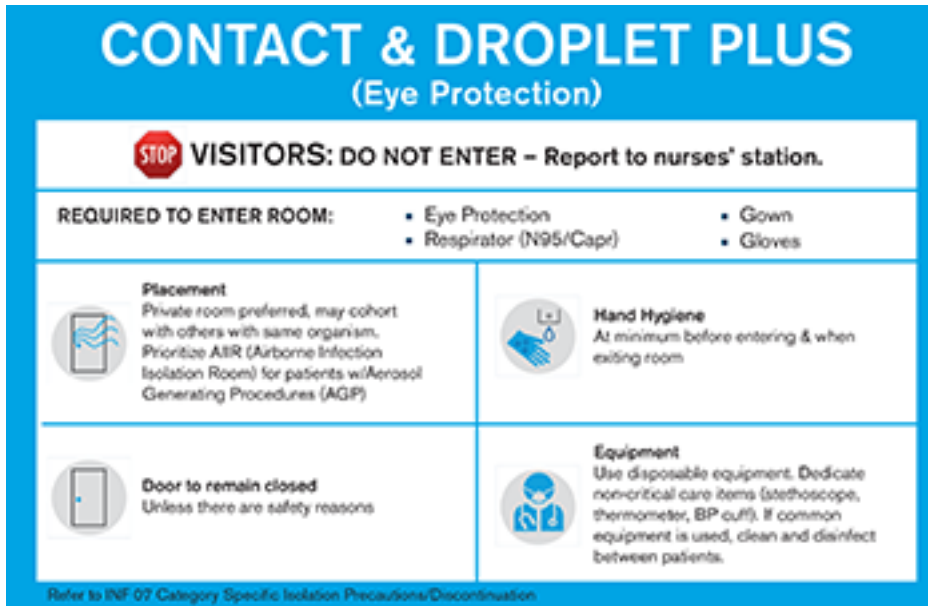 CONTACT & DROPLET PLUS
(Eye Protection)
STOP VISITORS: DO NOT ENTER – Report to nurses' station.
REQUIRED TO ENTER ROOM:
• Eye Protection
• Respirator (N95/Capr)
• Gown
• Gloves
Placement
Private room preferred, may cohort
with others with same organism.
Prioritize AIIR (Airborne Infection
Isolation Room) for patients w/Aerosol
Generating Procedures (AGP)
Hand Hygiene
At minimum before entering & when
exiting room
Door to remain closed
Unless there are safety reasons
Equipment
Use disposable equipment. Dedicate
non-critical care items (stethoscope,
thermometer, BP cuff). If common
equipment is used, clean and disinfect
between patients.
Refer to INF 07 Category Specific Isolation Precautions/Discontinuation